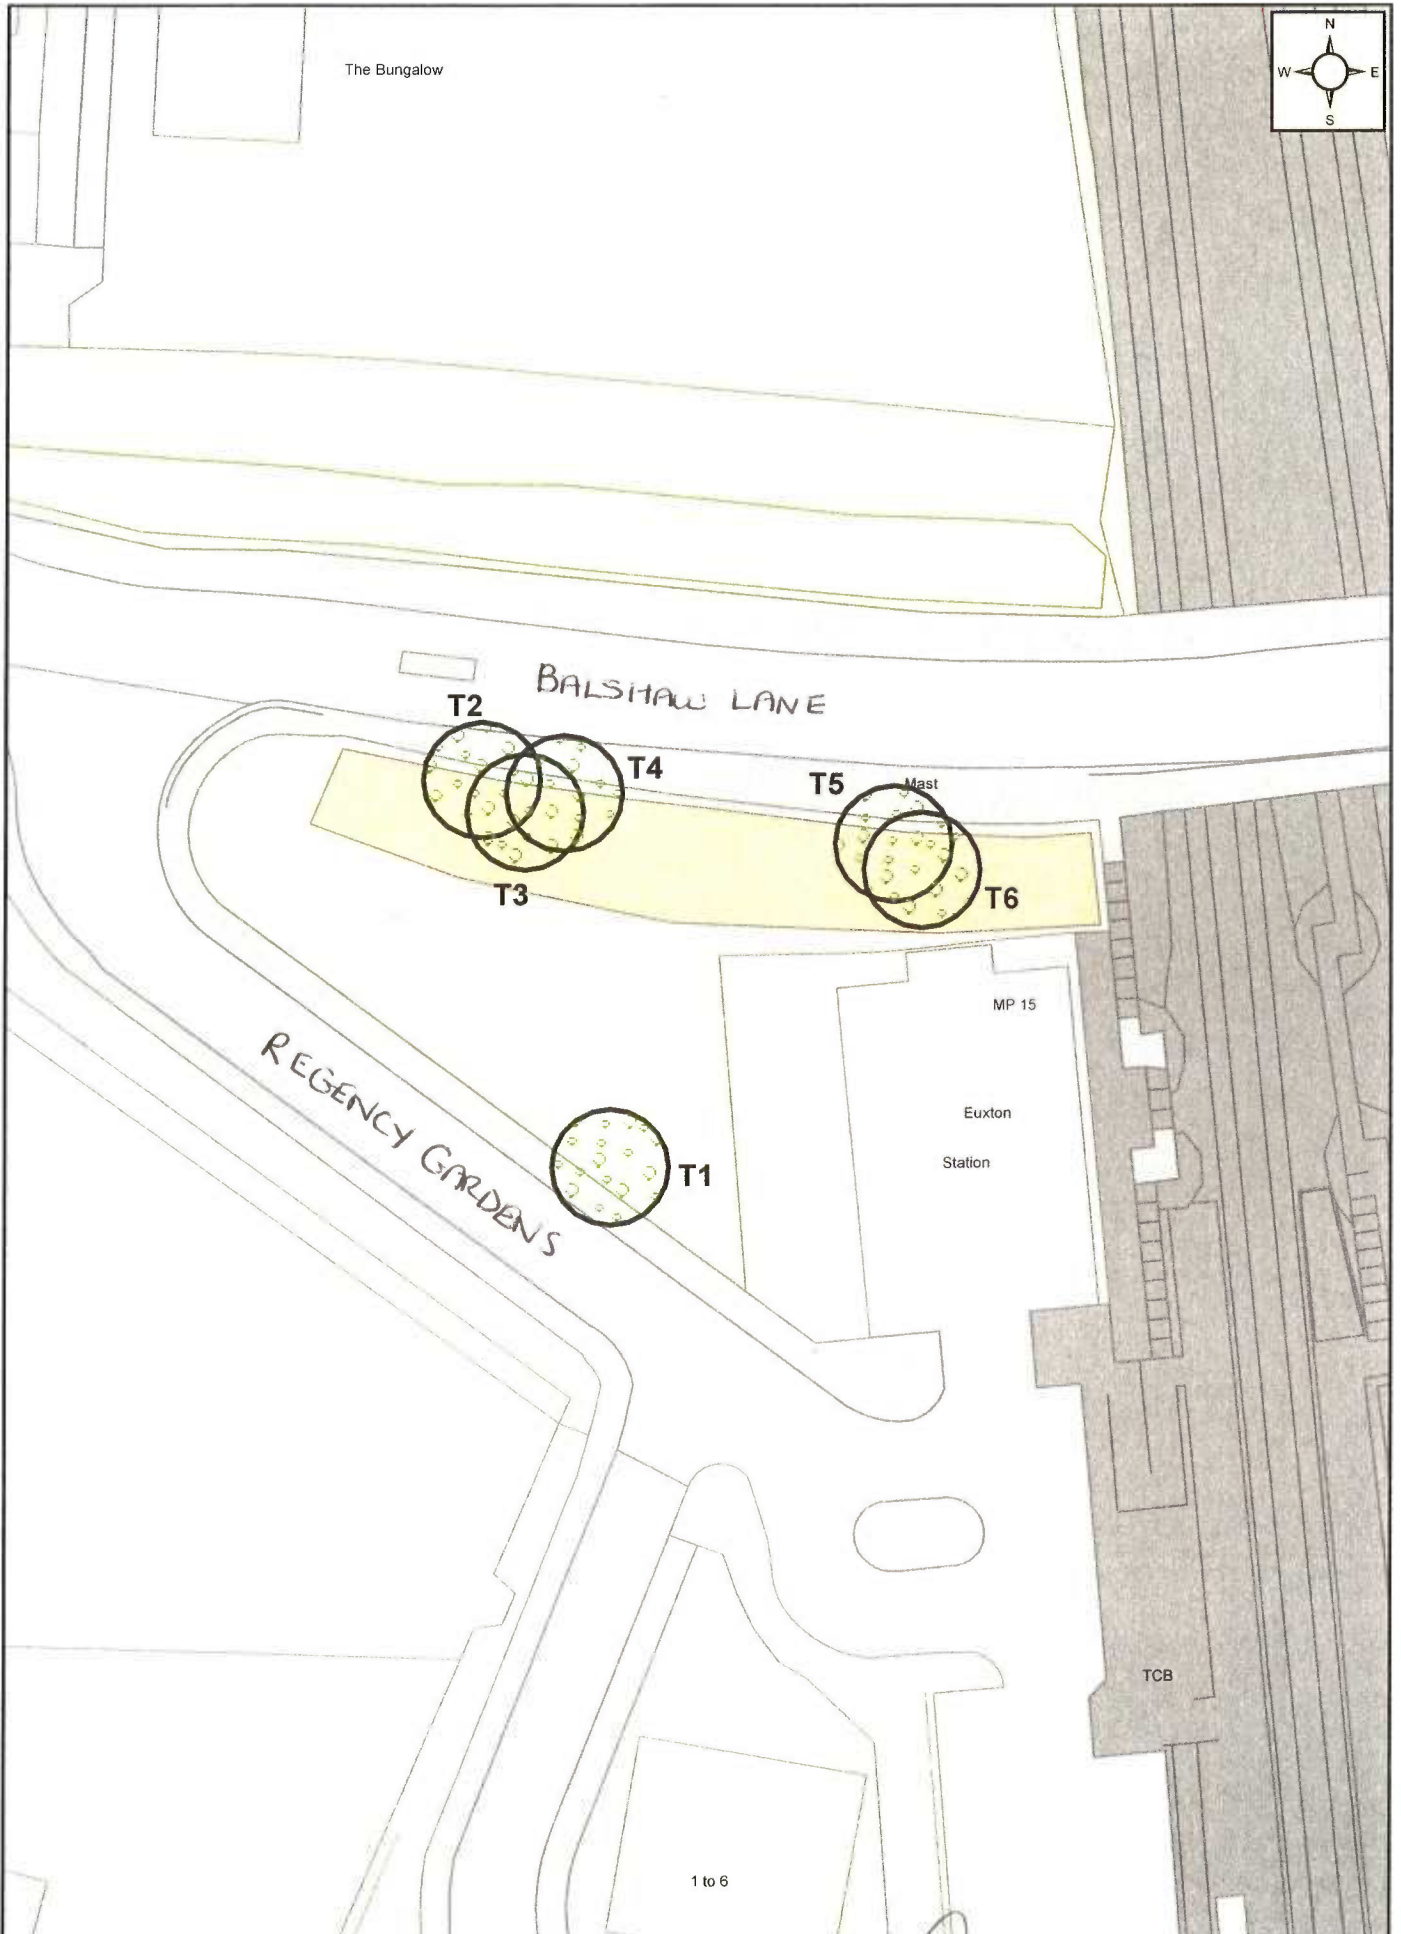 N
The Bungalow
W E
S
BALSHAW LANE
T2
T4
T5
Mast
T3
T6
MP 15
REGENCY GARDENS
Euxton
T1
Station
TCB
1 to 6